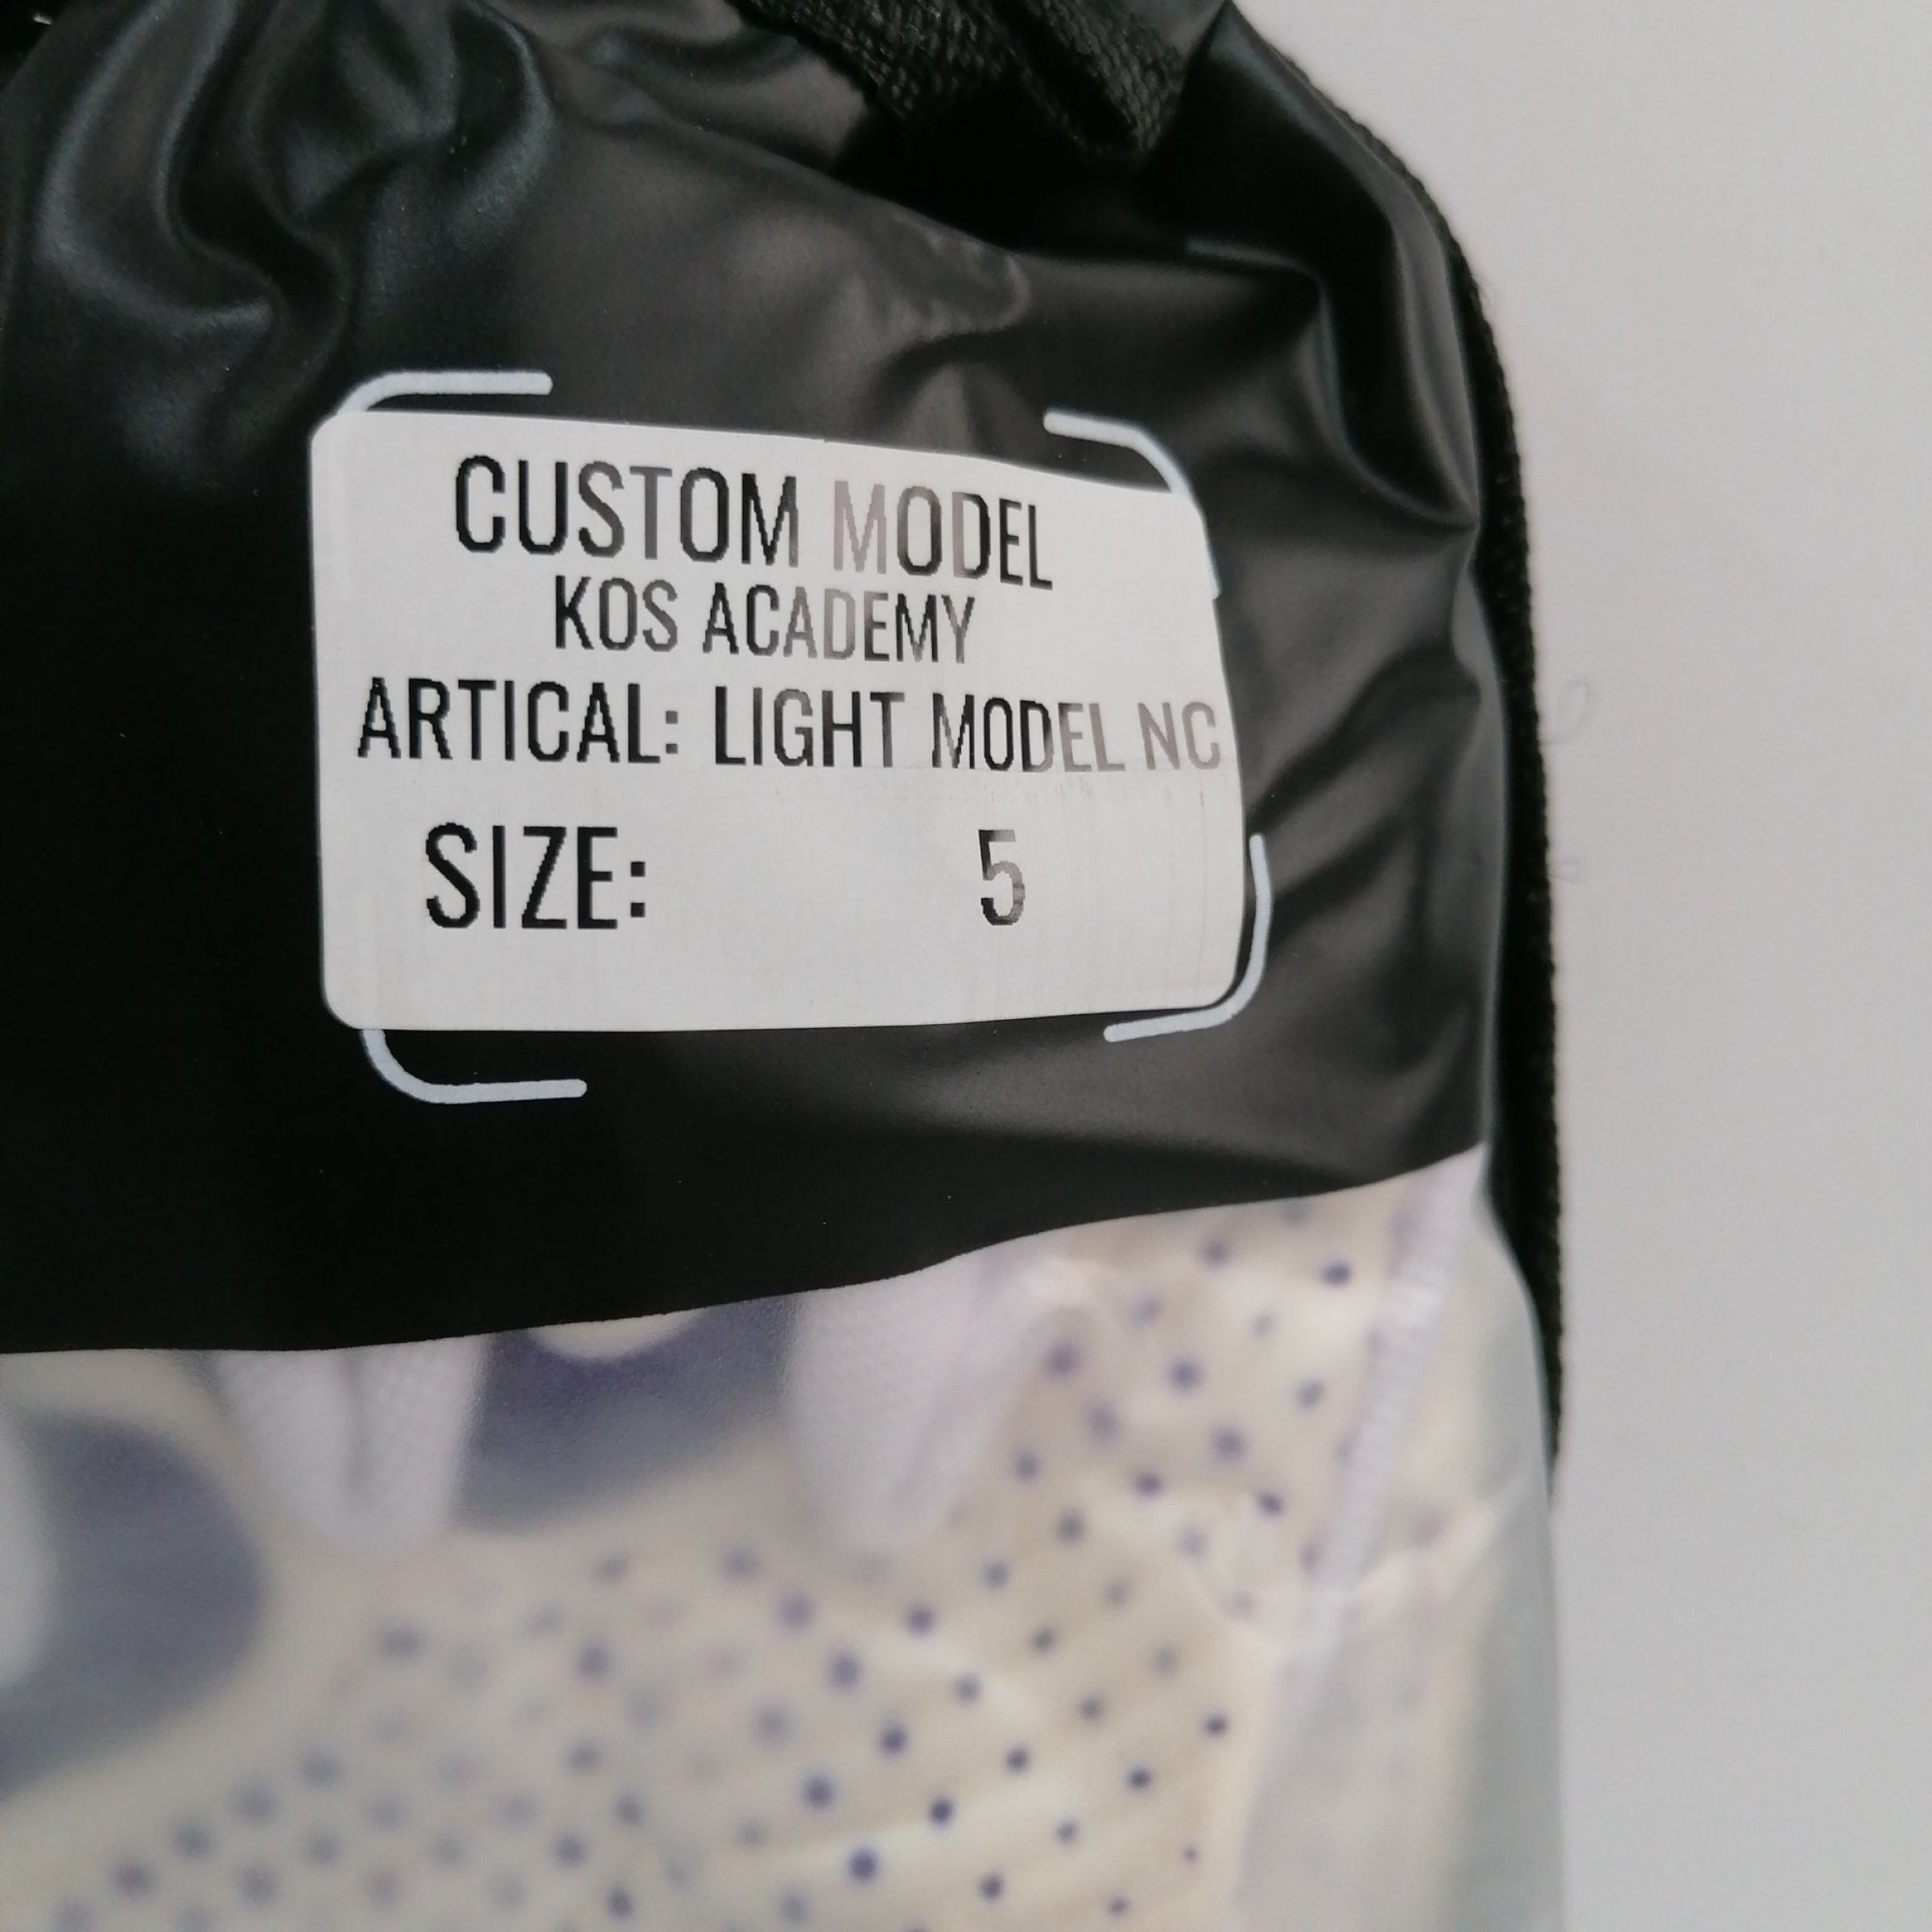 CUSTOM MODEL
KOS ACADEMY
ARTICAL: LIGHT MODEL NC
SIZE: 5